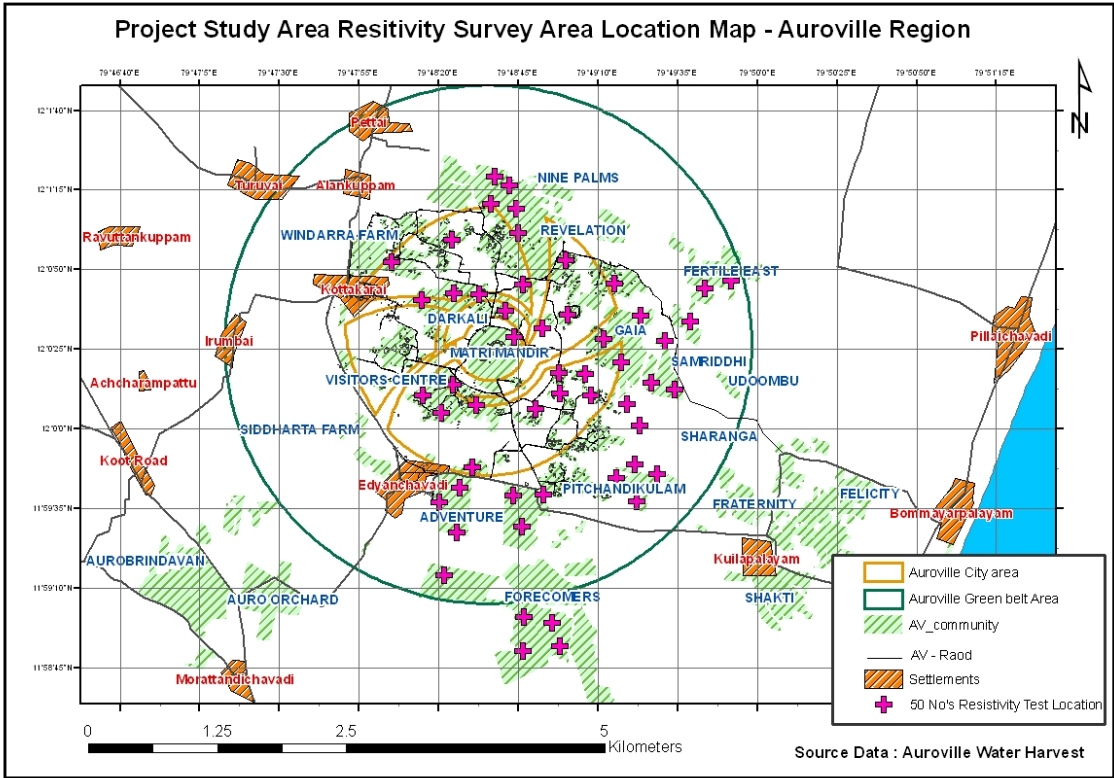 Project Study Area Resitivity Survey Area Location Map - Auroville Region
79°46'40"E 79°47'5"E 79°47'30"E 79°47'55"E 79°48'20"E 79°48'45"E 79°49'10"E 79°49'35"E 79°50'0"E 79°50'25"E 79°50'50"E 79°51'15"E
N
12°1'40"N
Pettai
12°1'15"N
NINE PALMS
Turuvai
Alankuppam
Ravuttankuppam
WINDARRA FARM
REVELATION
12°0'50"N
FERTILE EAST
Kottakarai
DARKALI
GAIA
Irumbai
12°0'25"N
MATRI MANDIR
SAMRIDDHI
Pillaichavadi
Achcharampattu
VISITORS CENTRE
UDOOMBU
12°0'0"N
SIDDHARTA FARM
SHARANGA
Koot Road
Edyanchavadi
PITCHANDIKULAM
FELICITY
FRATERNITY
11°59'35"N
Bommayarpalayam
ADVENTURE
AUROBRINDAVAN
Kuilapalayam
11°59'10"N
AURO ORCHARD
FORECOMERS
SHAKTI
11°58'45"N
Morattandichavadi
Auroville City area
Auroville Green belt Area
AV_community
AV - Raod
Settlements
50 No's Resistivity Test Location
0 1.25 2.5 5
Kilometers
Source Data : Auroville Water Harvest